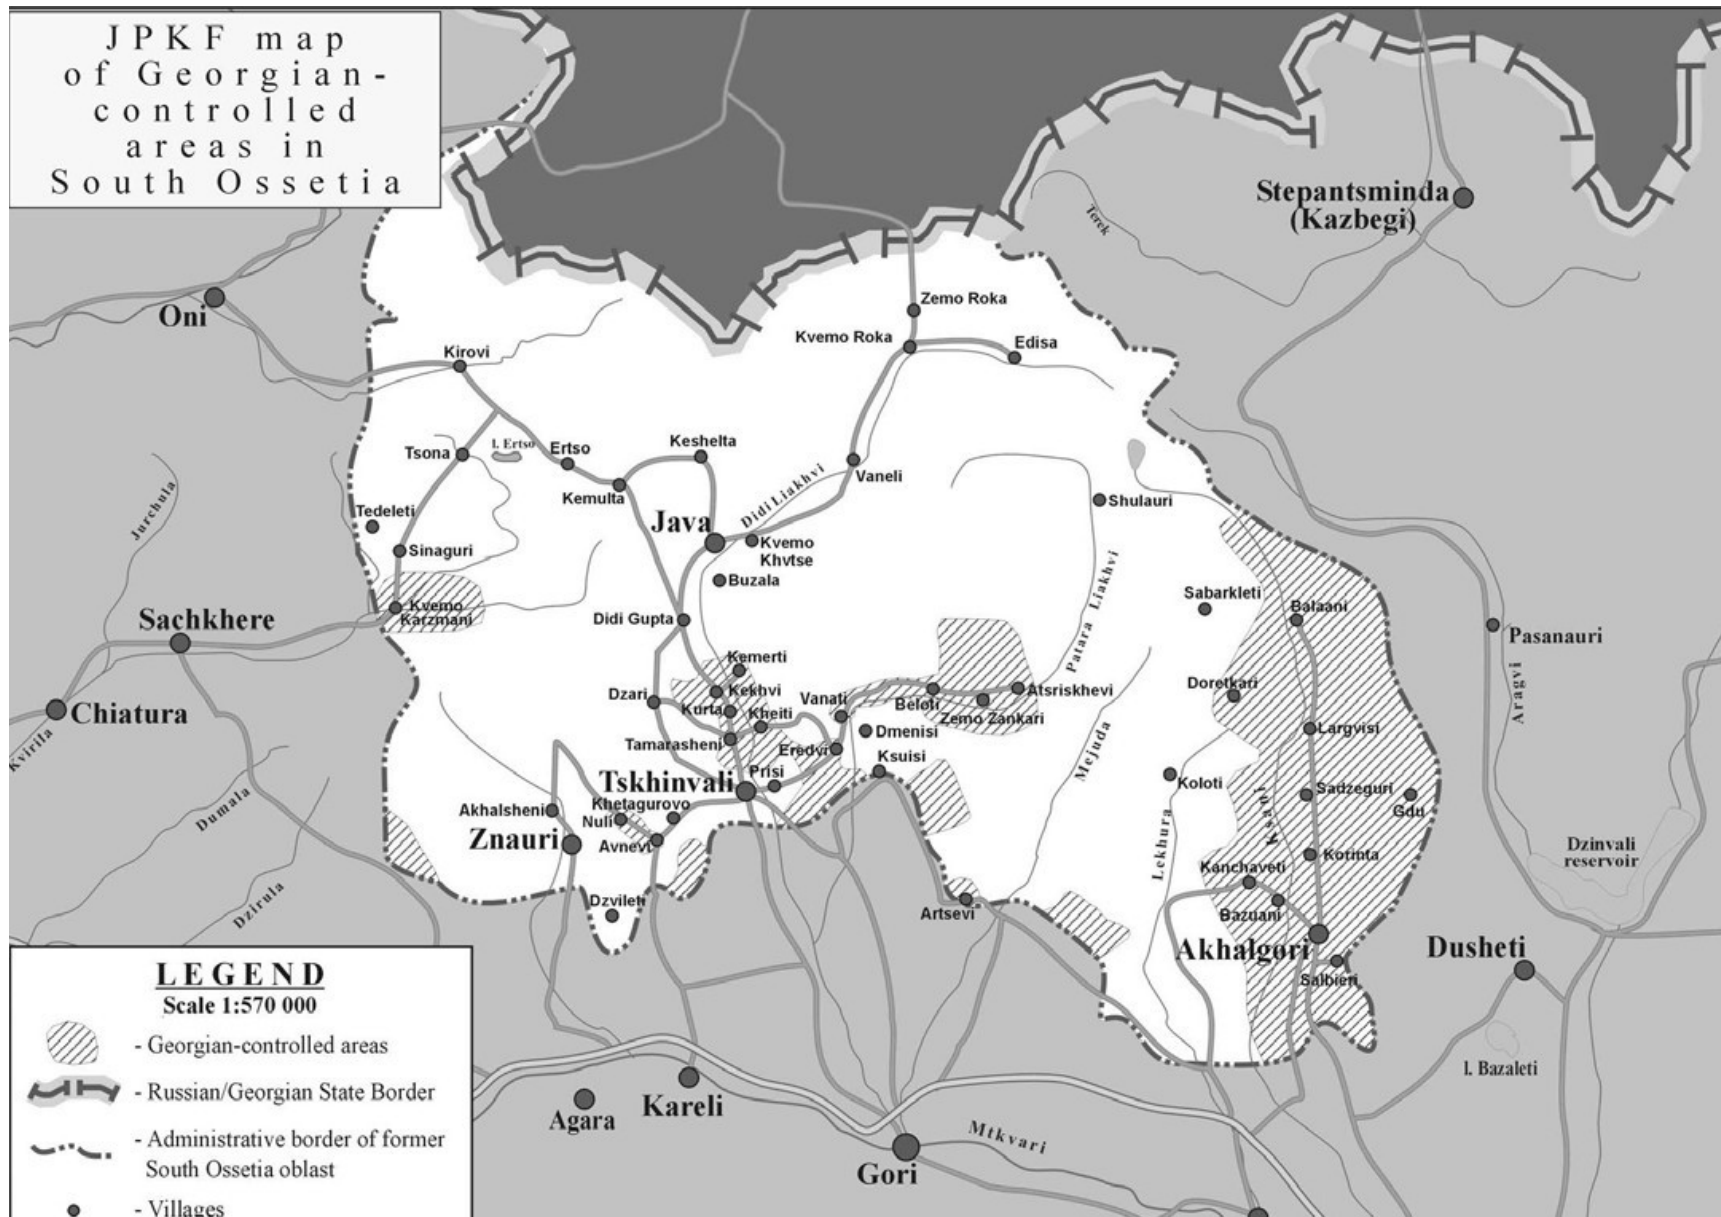 JPKF map
of Georgian-
controlled
areas in
South Ossetia
Stepantsminda
(Kazbegi)
Terek
Oni
Zemo Roka
Kvemo Roka
Edisa
Kirovi
Tsona
l. Ertso
Ertso
Keshelta
Kemulta
Vaneli
Didi Liakhvi
Shulauri
Jurchula
Tedeleti
Java
Sinaguri
Kvemo
Khvtse
Buzala
Patara Liakhvi
Sabarkleti
Balaani
Kvemo
Karzmani
Didi Gupta
Sachkhere
Pasanauri
Kemerti
Kekhvi
Dzari
Vanati
Atsriskhevi
Doretkari
Kurta
Kheiti
Beloti
Zemo Zankari
Chiatura
Aragvi
Largvisi
Dmenisi
Tamarasheni
Eredvi
Kvirila
Mejuda
Ksuisi
Prisi
Tskhinvali
Koloti
Sadzeguri
Gdu
Khetagurovo
Akhalsheni
Nuli
Dumala
Ksani
Znauri
Avnevi
Lekhura
Korinta
Dzinvali
reservoir
Kanchaveti
Dzirula
Dzvileti
Artsevi
Bazuani
Akhalgori
Dusheti
Salbieri
LEGEND
Scale 1:570 000
- Georgian-controlled areas
- Russian/Georgian State Border
- Administrative border of former
South Ossetia oblast
- Villages
l. Bazaleti
Agara
Kareli
Mtkvari
Gori